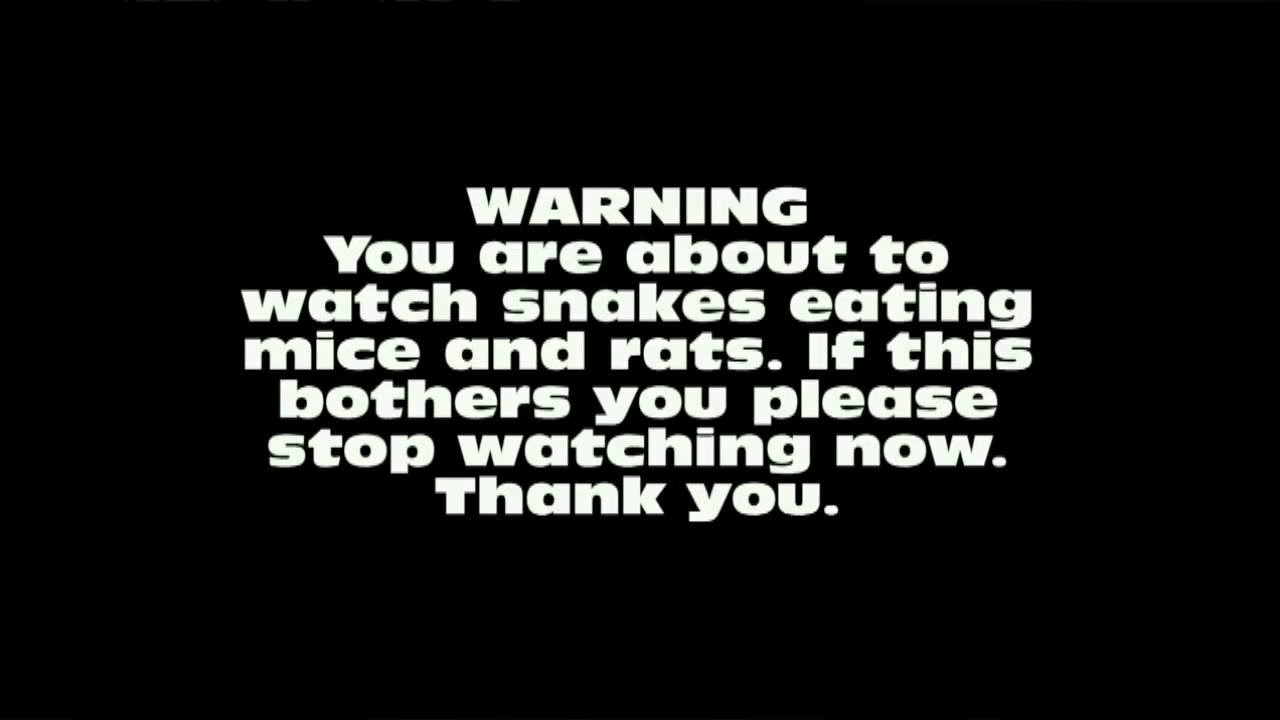 WARNING
You are about to
watch snakes eating
mice and rats. If this
bothers you please
stop watching now.
Thank you.